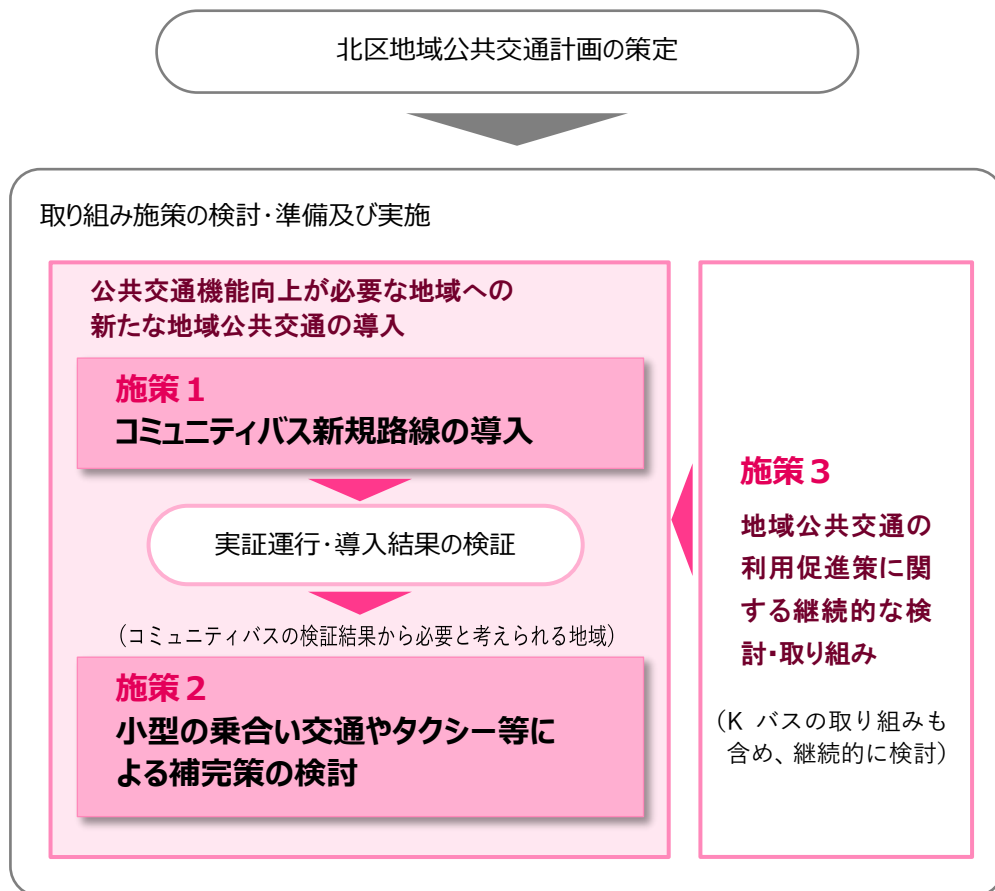 北区地域公共交通計画の策定
取り組み施策の検討・準備及び実施
公共交通機能向上が必要な地域への
新たな地域公共交通の導入
施策１
コミュニティバス新規路線の導入
実証運行・導入結果の検証
（コミュニティバスの検証結果から必要と考えられる地域）
施策２
小型の乗合い交通やタクシー等に
よる補完策の検討
施策３
地域公共交通の
利用促進策に関
する継続的な検
討・取り組み
（K バスの取り組みも
含め、継続的に検討）